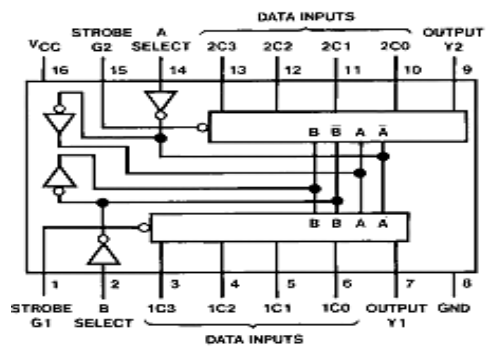 DATA INPUTS
STROBE A OUTPUT
VCC G2 SELECT 2C3 2C2 2C1 2C0 Y2
16 15 14 13 12 11 10 9
B B̅ A A̅
B B A A
1 2 3 4 5 6 7 8
STROBE B 1C3 1C2 1C1 1C0 OUTPUT GND
G1 SELECT Y1
DATA INPUTS